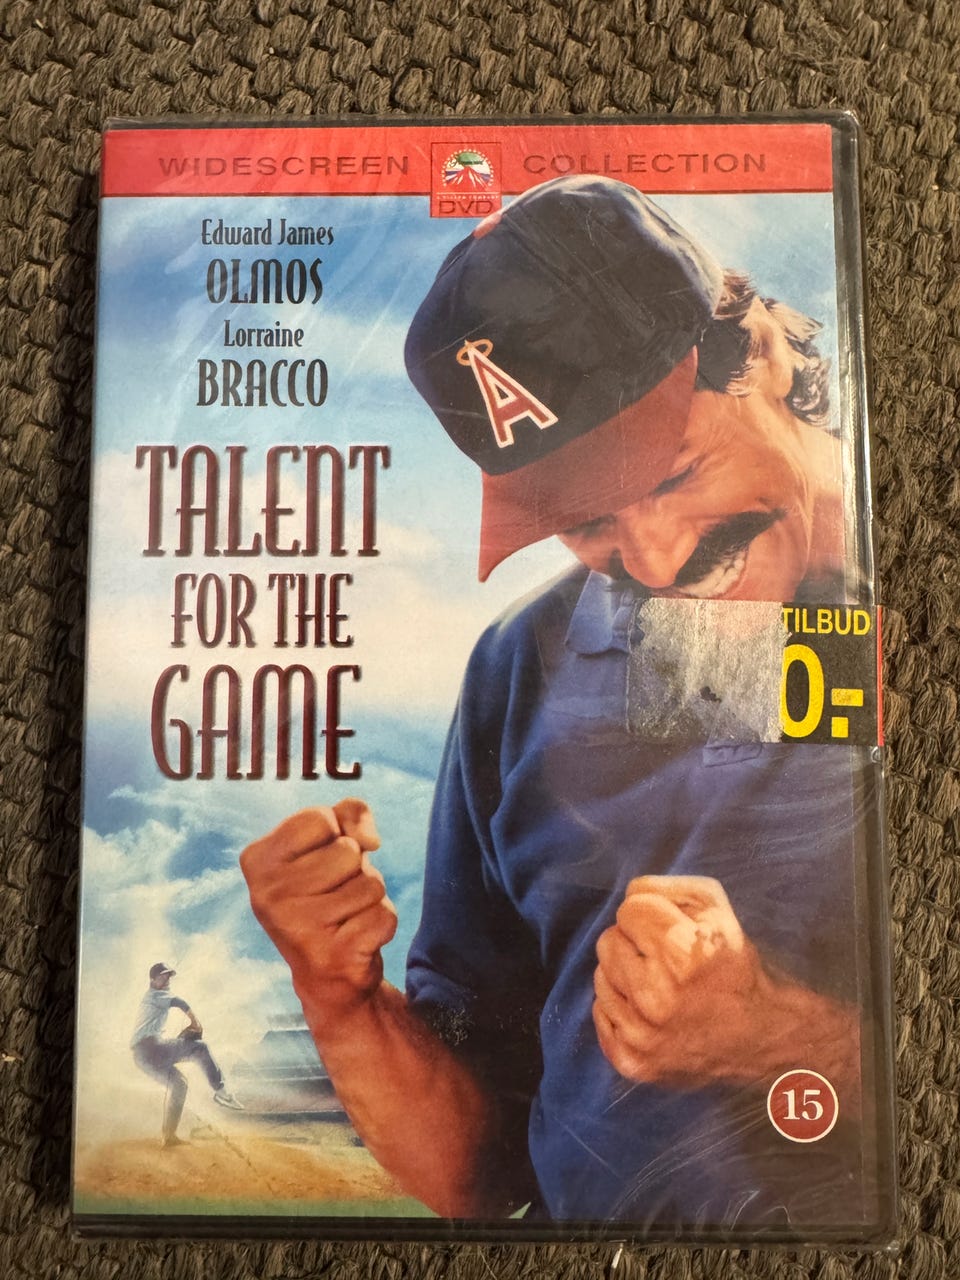 WIDESCREEN COLLECTION
DVD
Edward James
OLMOS
Lorraine
BRACCO
A
TALENT
FOR THE
GAME
TILBUD
0:-
15